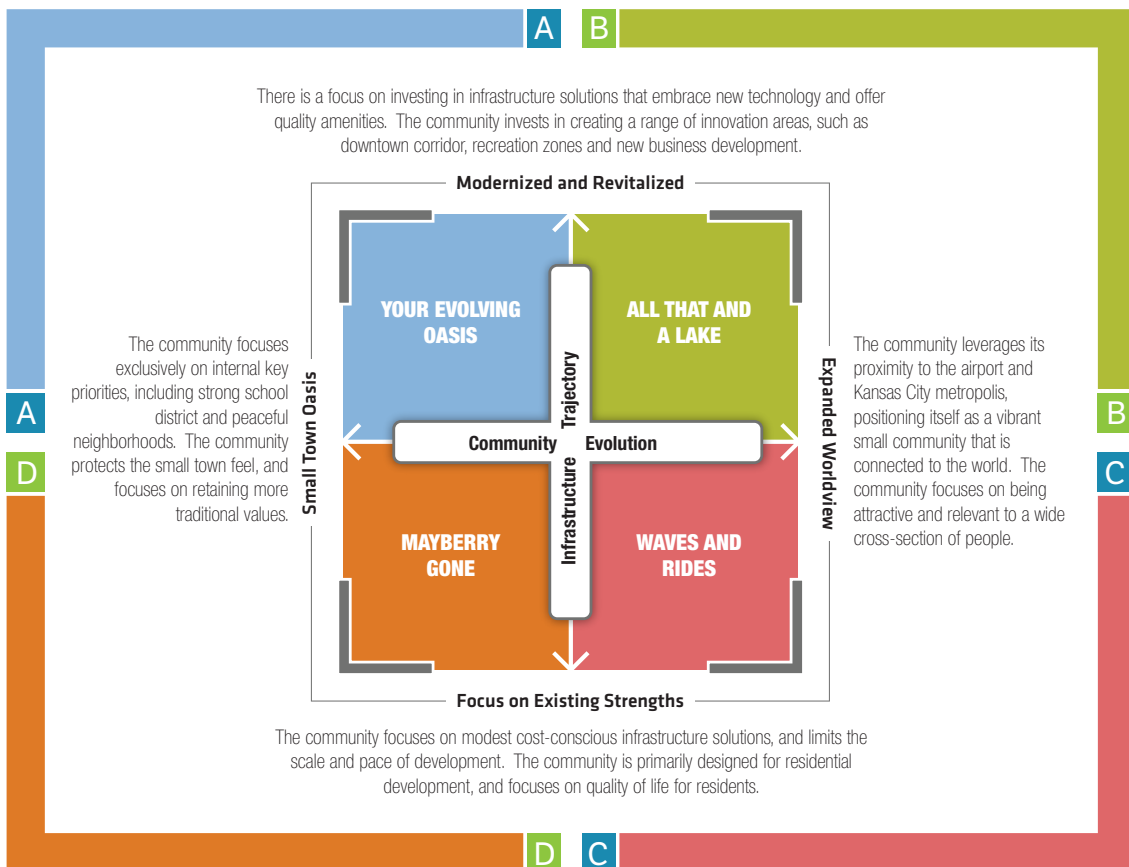 A
B
There is a focus on investing in infrastructure solutions that embrace new technology and offer
quality amenities. The community invests in creating a range of innovation areas, such as
downtown corridor, recreation zones and new business development.
Modernized and Revitalized
YOUR EVOLVING
OASIS
ALL THAT AND
A LAKE
The community focuses
exclusively on internal key
priorities, including strong school
district and peaceful
neighborhoods. The community
protects the small town feel, and
focuses on retaining more
traditional values.
A
D
Small Town Oasis
Infrastructure Trajectory
Community Evolution
Expanded Worldview
The community leverages its
proximity to the airport and
Kansas City metropolis,
positioning itself as a vibrant
small community that is
connected to the world. The
community focuses on being
attractive and relevant to a wide
cross-section of people.
B
C
MAYBERRY
GONE
WAVES AND
RIDES
Focus on Existing Strengths
The community focuses on modest cost-conscious infrastructure solutions, and limits the
scale and pace of development. The community is primarily designed for residential
development, and focuses on quality of life for residents.
D
C